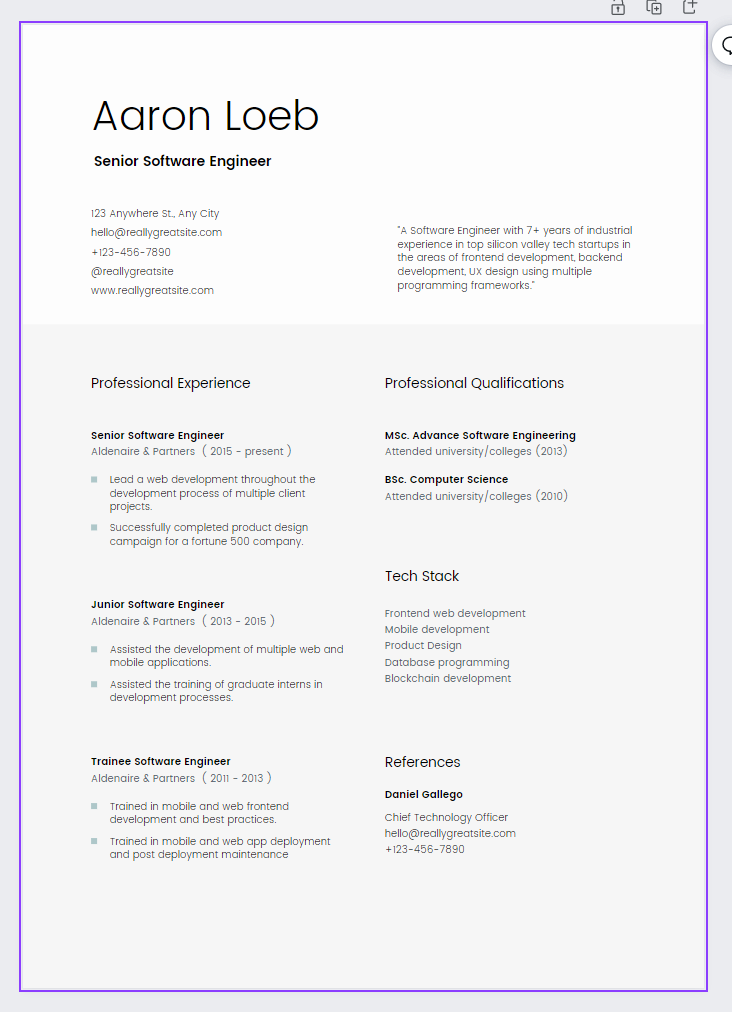 Aaron Loeb
Senior Software Engineer
123 Anywhere St., Any City
hello@reallygreatsite.com
+123-456-7890
@reallygreatsite
www.reallygreatsite.com
"A Software Engineer with 7+ years of industrial
experience in top silicon valley tech startups in
the areas of frontend development, backend
development, UX design using multiple
programming frameworks."
Professional Experience
Senior Software Engineer
Aldenaire & Partners ( 2015 - present )
Lead a web development throughout the
development process of multiple client
projects.
Successfully completed product design
campaign for a fortune 500 company.
Junior Software Engineer
Aldenaire & Partners ( 2013 - 2015 )
Assisted the development of multiple web and
mobile applications.
Assisted the training of graduate interns in
development processes.
Trainee Software Engineer
Aldenaire & Partners ( 2011 - 2013 )
Trained in mobile and web frontend
development and best practices.
Trained in mobile and web app deployment
and post deployment maintenance
Professional Qualifications
MSc. Advance Software Engineering
Attended university/colleges (2013)
BSc. Computer Science
Attended university/colleges (2010)
Tech Stack
Frontend web development
Mobile development
Product Design
Database programming
Blockchain development
References
Daniel Gallego
Chief Technology Officer
hello@reallygreatsite.com
+123-456-7890